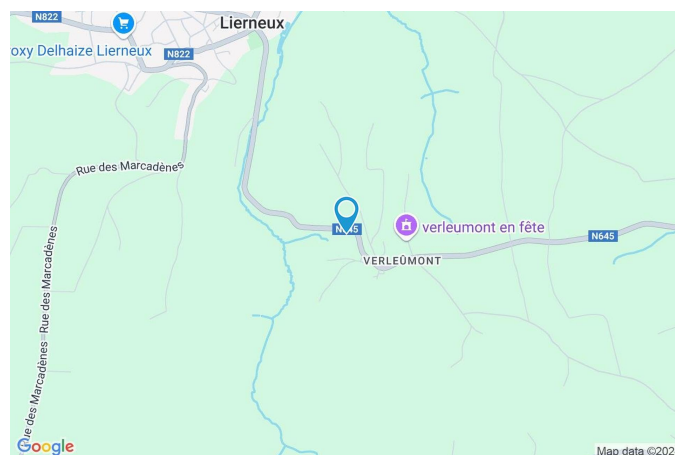 N822
Lierneux
oxy Delhaize Lierneux
N822
Rue des Marcadènes
N645
verleumont en fête
N645
VERLEÛMONT
Rue des Marcadènes
Rue des Marcadènes
Google
Map data ©202